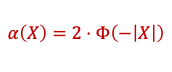 α(X) = 2 · Φ(−|X|)